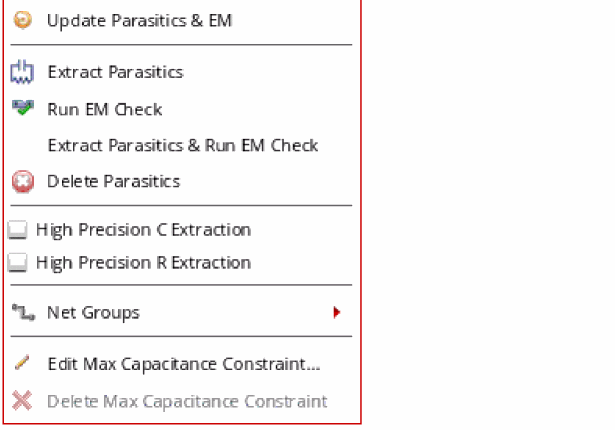 Update Parasitics & EM
Extract Parasitics
Run EM Check
Extract Parasitics & Run EM Check
Delete Parasitics
High Precision C Extraction
High Precision R Extraction
Net Groups
Edit Max Capacitance Constraint...
Delete Max Capacitance Constraint